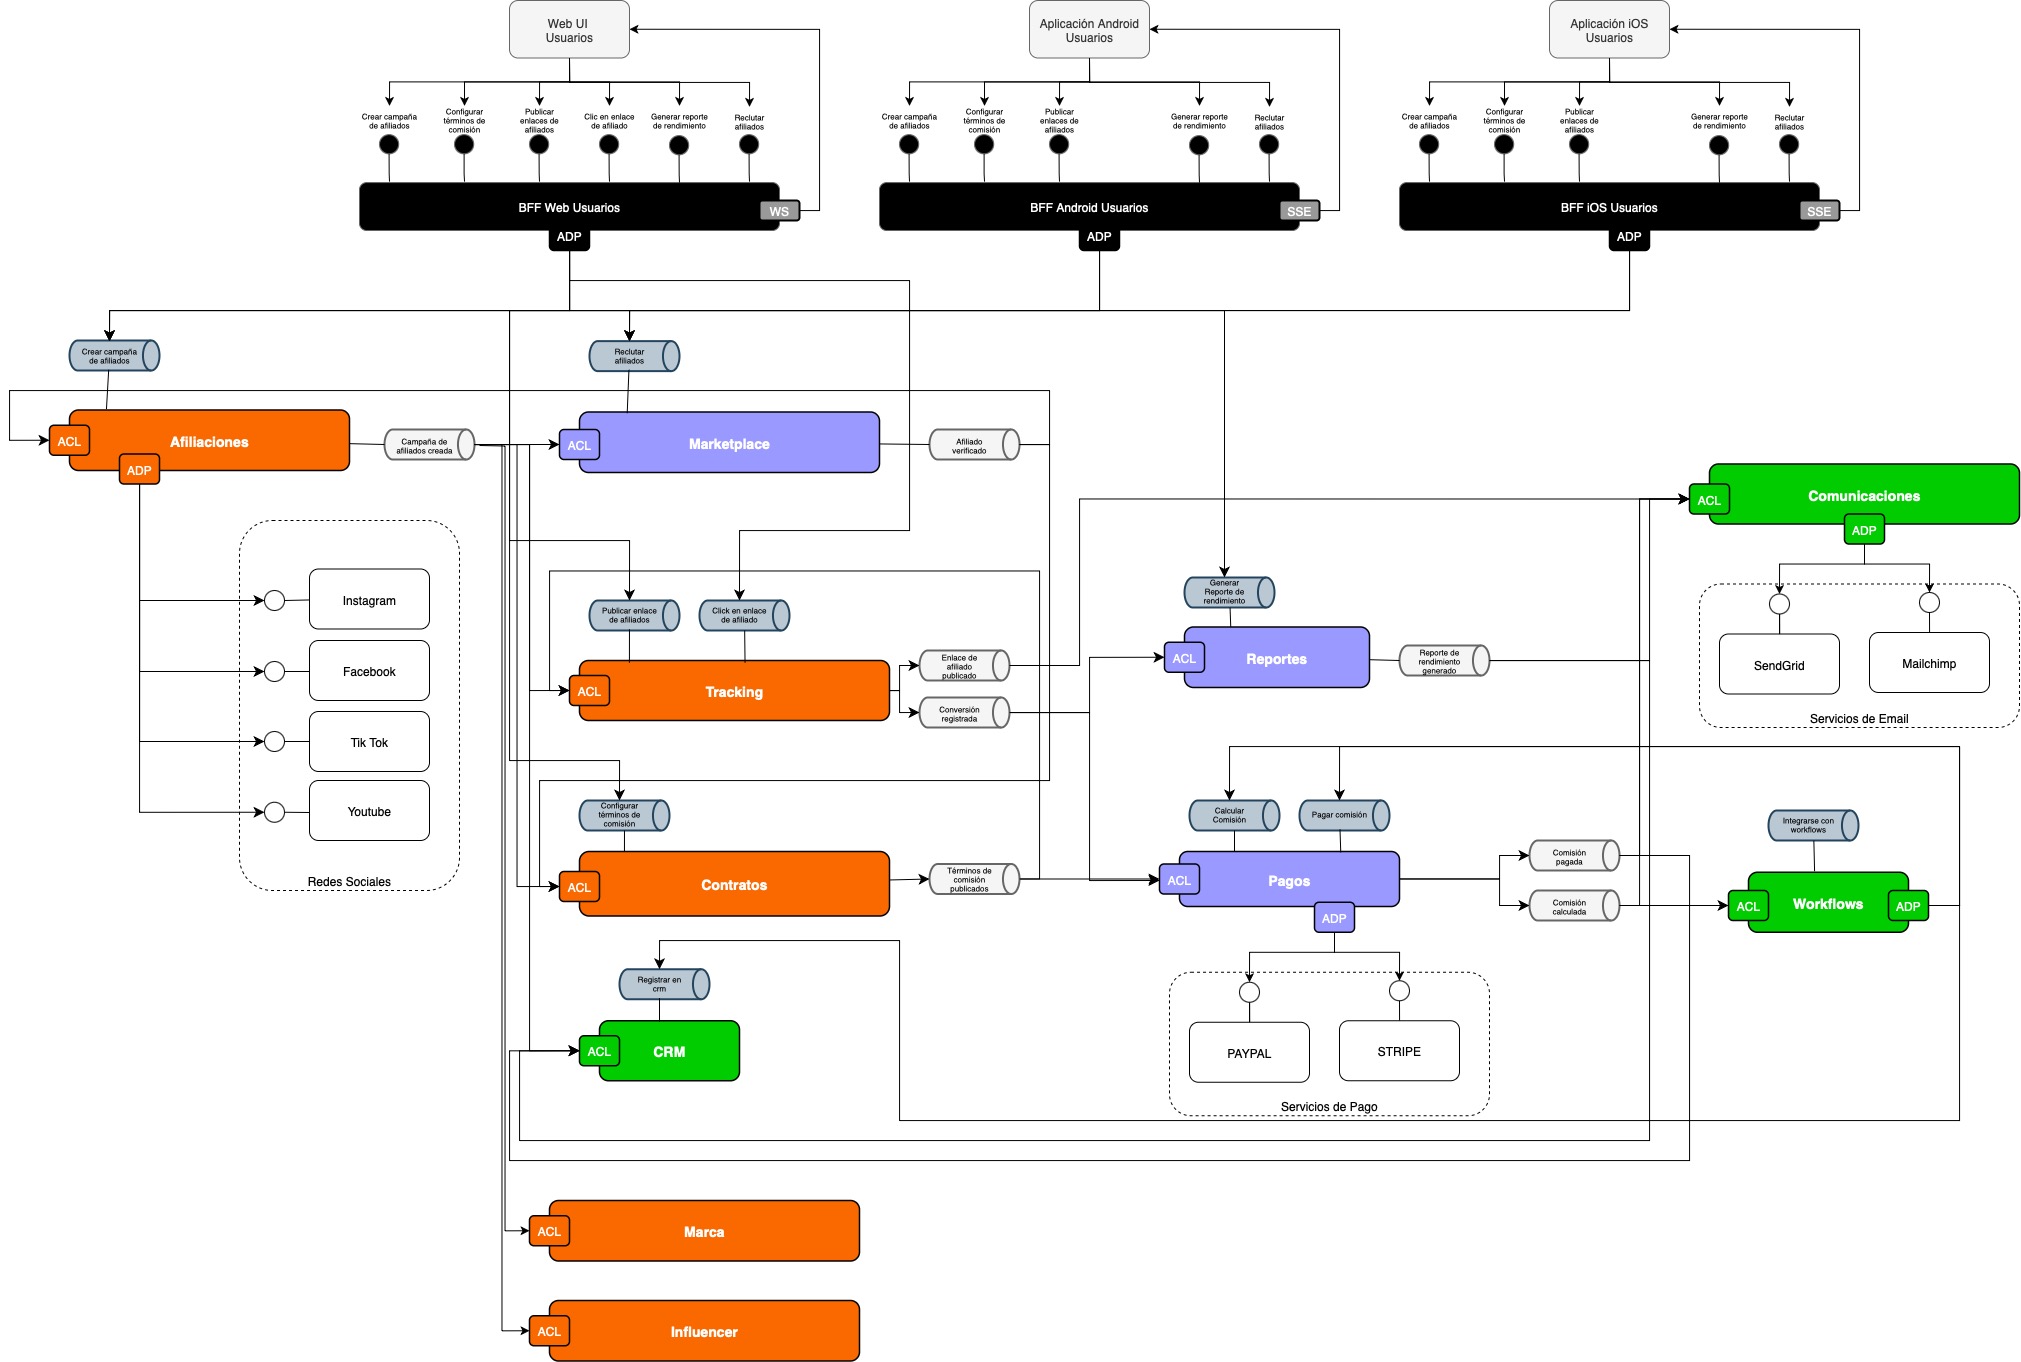 Web UI
Usuarios
Aplicación Android
Usuarios
Aplicación iOS
Usuarios
Crear campaña
de afiliados
Configurar
términos de
comisión
Publicar
enlaces de
afiliados
Clic en enlace
de afiliado
Generar reporte
de rendimiento
Reclutar
afiliados
Crear campaña
de afiliados
Configurar
términos de
comisión
Publicar
enlaces de
afiliados
Generar reporte
de rendimiento
Reclutar
afiliados
Crear campaña
de afiliados
Configurar
términos de
comisión
Publicar
enlaces de
afiliados
Generar reporte
de rendimiento
Reclutar
afiliados
BFF Web Usuarios
WS
ADP
BFF Android Usuarios
SSE
ADP
BFF iOS Usuarios
SSE
ADP
Crear campaña
de afiliados
Reclutar
afiliados
ACL
Afiliaciones
ADP
Campaña de
afiliados creada
ACL
Marketplace
Afiliado
verificado
ACL
Comunicaciones
ADP
Instagram
Facebook
Tik Tok
Youtube
Redes Sociales
Publicar enlace
de afiliados
Click en enlace
de afiliado
ACL
Tracking
Enlace de
afiliado
publicado
Conversión
registrada
Generar
Reporte de
rendimiento
ACL
Reportes
Reporte de
rendimiento
generado
SendGrid
Mailchimp
Servicios de Email
Configurar
términos de
comisión
ACL
Contratos
Términos de
comisión
publicados
Calcular
Comisión
Pagar comisión
ACL
Pagos
ADP
Comisión
pagada
Comisión
calculada
Integrarse con
workflows
ACL
Workflows
ADP
Registrar en
crm
ACL
CRM
PAYPAL
STRIPE
Servicios de Pago
ACL
Marca
ACL
Influencer